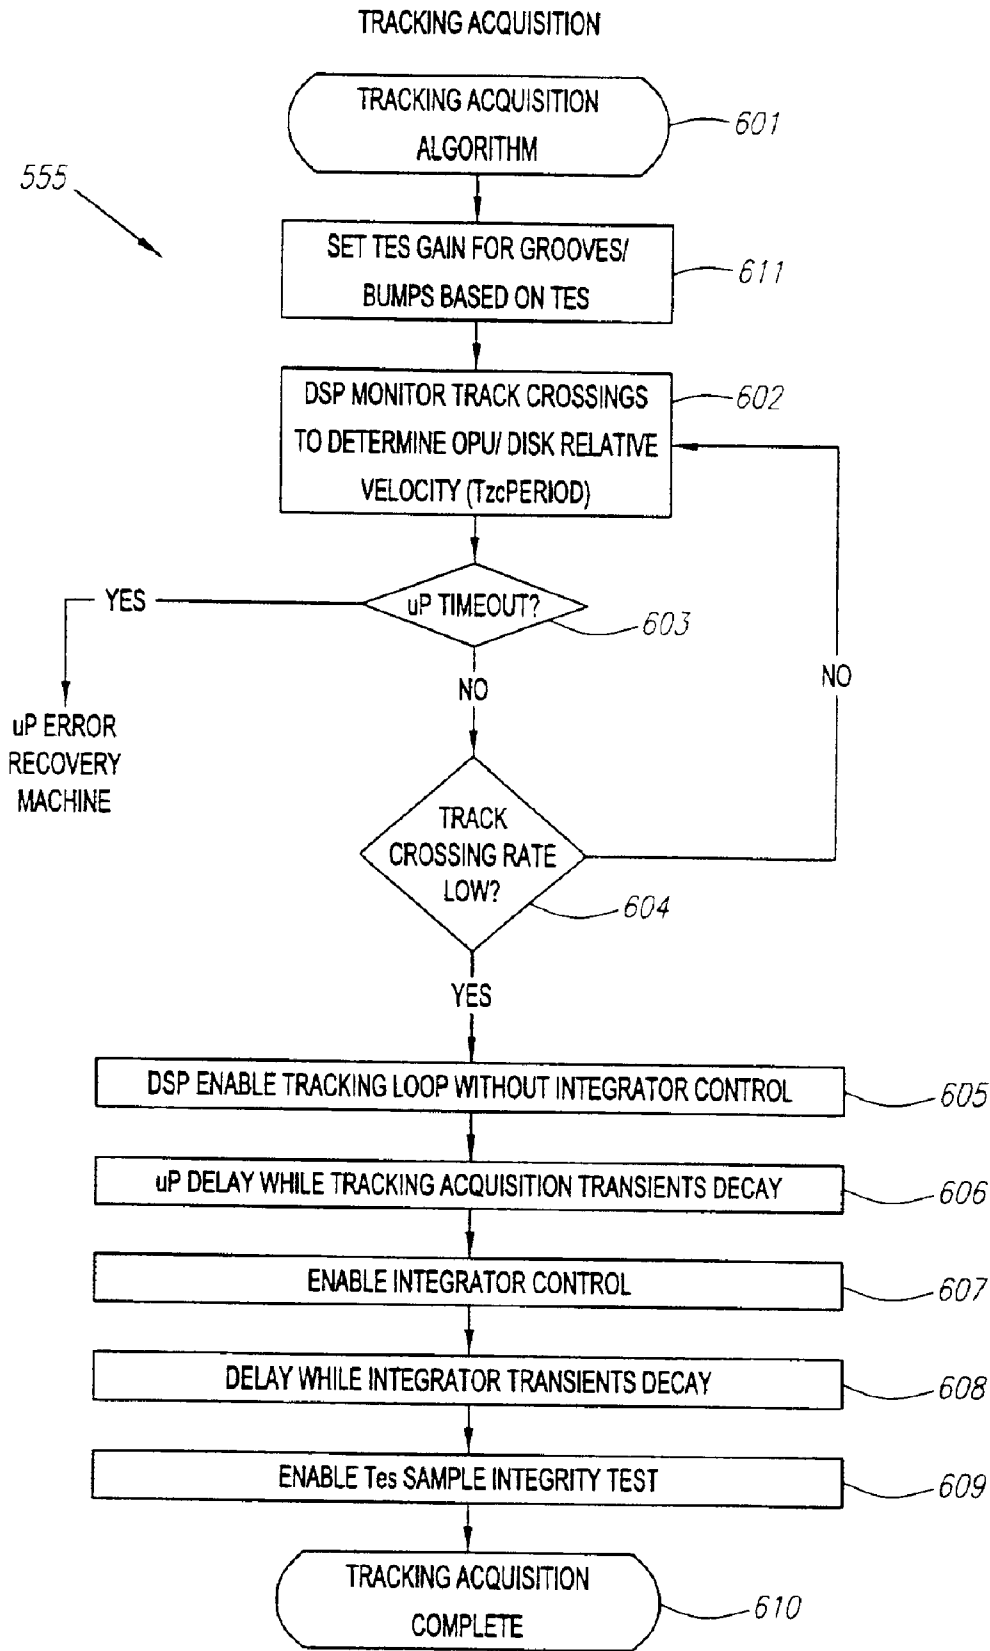 TRACKING ACQUISITION
TRACKING ACQUISITION
ALGORITHM
601
555
SET TES GAIN FOR GROOVES/
BUMPS BASED ON TES
611
DSP MONITOR TRACK CROSSINGS
TO DETERMINE OPU/ DISK RELATIVE
VELOCITY (TzcPERIOD)
602
uP TIMEOUT?
603
YES
NO
NO
uP ERROR
RECOVERY
MACHINE
TRACK
CROSSING RATE
LOW?
604
YES
DSP ENABLE TRACKING LOOP WITHOUT INTEGRATOR CONTROL
605
uP DELAY WHILE TRACKING ACQUISITION TRANSIENTS DECAY
606
ENABLE INTEGRATOR CONTROL
607
DELAY WHILE INTEGRATOR TRANSIENTS DECAY
608
ENABLE Tes SAMPLE INTEGRITY TEST
609
TRACKING ACQUISITION
COMPLETE
610